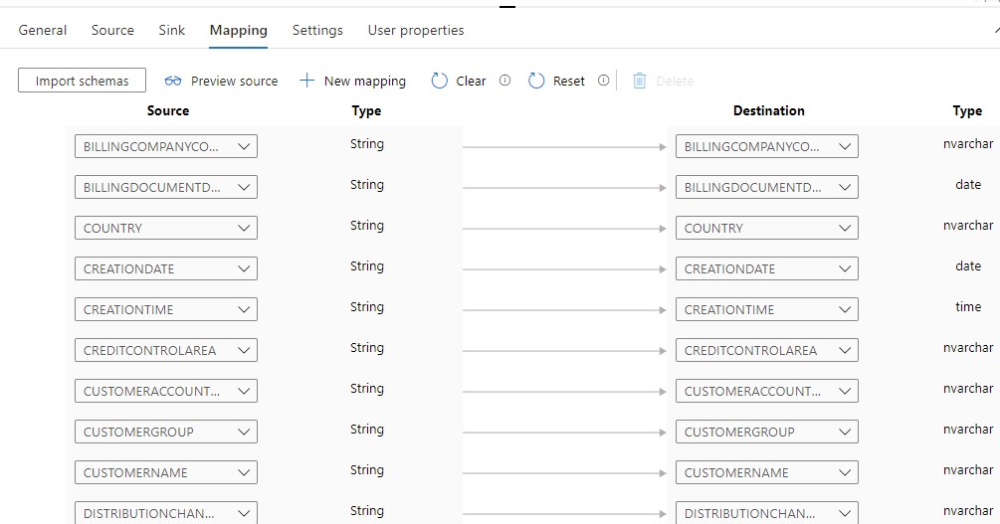 General Source Sink Mapping Settings User properties
Import schemas Preview source New mapping Clear Reset Delete
Source Type Destination Type
BILLINGCOMPANYCO... String BILLINGCOMPANYCO... nvarchar
BILLINGDOCUMENTD... String BILLINGDOCUMENTD... date
COUNTRY String COUNTRY nvarchar
CREATIONDATE String CREATIONDATE date
CREATIONTIME String CREATIONTIME time
CREDITCONTROLAREA String CREDITCONTROLAREA nvarchar
CUSTOMERACCOUNT... String CUSTOMERACCOUNT... nvarchar
CUSTOMERGROUP String CUSTOMERGROUP nvarchar
CUSTOMERNAME String CUSTOMERNAME nvarchar
DISTRIBUTIONCHAN... String DISTRIBUTIONCHAN... nvarchar